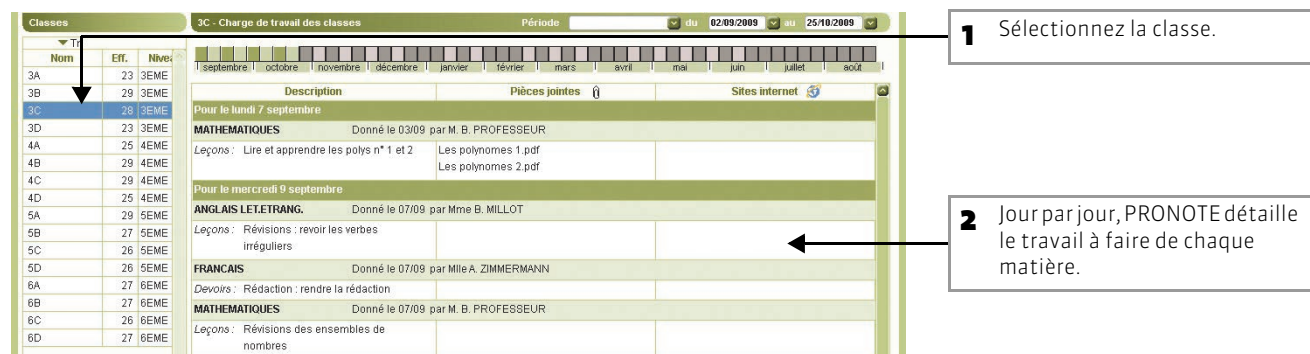 Classes
3C - Charge de travail des classes Période du 02/09/2009 au 25/10/2009
Nom Eff.
septembre octobre novembre décembre janvier février mars avril mai juin juillet août
3A 23 3EME
3B 29 3EME
3C 28 3EME
3D 23 3EME
4A 25 4EME
4B 29 4EME
4C 29 4EME
4D 25 4EME
5A 29 5EME
5B 27 5EME
5C 26 5EME
5D 26 5EME
6A 27 6EME
6B 27 6EME
6C 26 6EME
6D 27 6EME
Description Pièces jointes Sites internet
Pour le lundi 7 septembre
MATHEMATIQUES Donné le 03/09 par M. B. PROFESSEUR
Leçons : Lire et apprendre les polys n° 1 et 2 Les polynomes 1.pdf
Les polynomes 2.pdf
Pour le mercredi 9 septembre
ANGLAIS LET.ETRANG. Donné le 07/09 par Mme B. MILLOT
Leçons : Révisions : revoir les verbes
irréguliers
FRANCAIS Donné le 07/09 par Mlle A. ZIMMERMANN
Devoirs : Rédaction : rendre la rédaction
MATHEMATIQUES Donné le 07/09 par M. B. PROFESSEUR
Leçons : Révisions des ensembles de
nombres
1 Sélectionnez la classe.
2 Jour par jour, PRONOTE détaille
le travail à faire de chaque
matière.